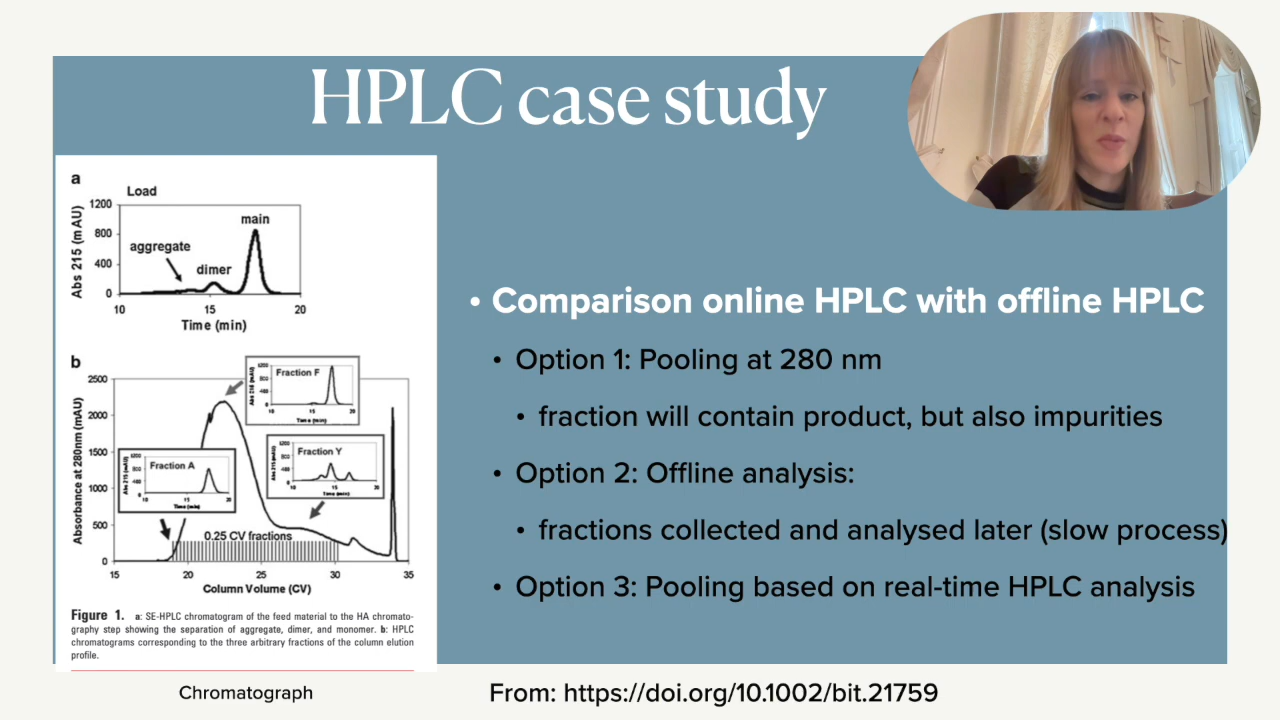 HPLC case study
a
Load
1200
800
400
0
Abs 215 (mAU)
aggregate
dimer
main
10
15
20
Time (min)
b
2500
2000
1500
1000
500
0
Absorbance at 280nm (mAU)
Fraction F
Fraction A
Fraction Y
0.25 CV fractions
15
20
25
30
35
Column Volume (CV)
Figure 1. a: SE-HPLC chromatogram of the feed material to the HA chromato-
graphy step showing the separation of aggregate, dimer, and monomer. b: HPLC
chromatograms corresponding to the three arbitrary fractions of the column elution
profile.
Chromatograph
• Comparison online HPLC with offline HPLC
• Option 1: Pooling at 280 nm
• fraction will contain product, but also impurities
• Option 2: Offline analysis:
• fractions collected and analysed later (slow process)
• Option 3: Pooling based on real-time HPLC analysis
From: https://doi.org/10.1002/bit.21759